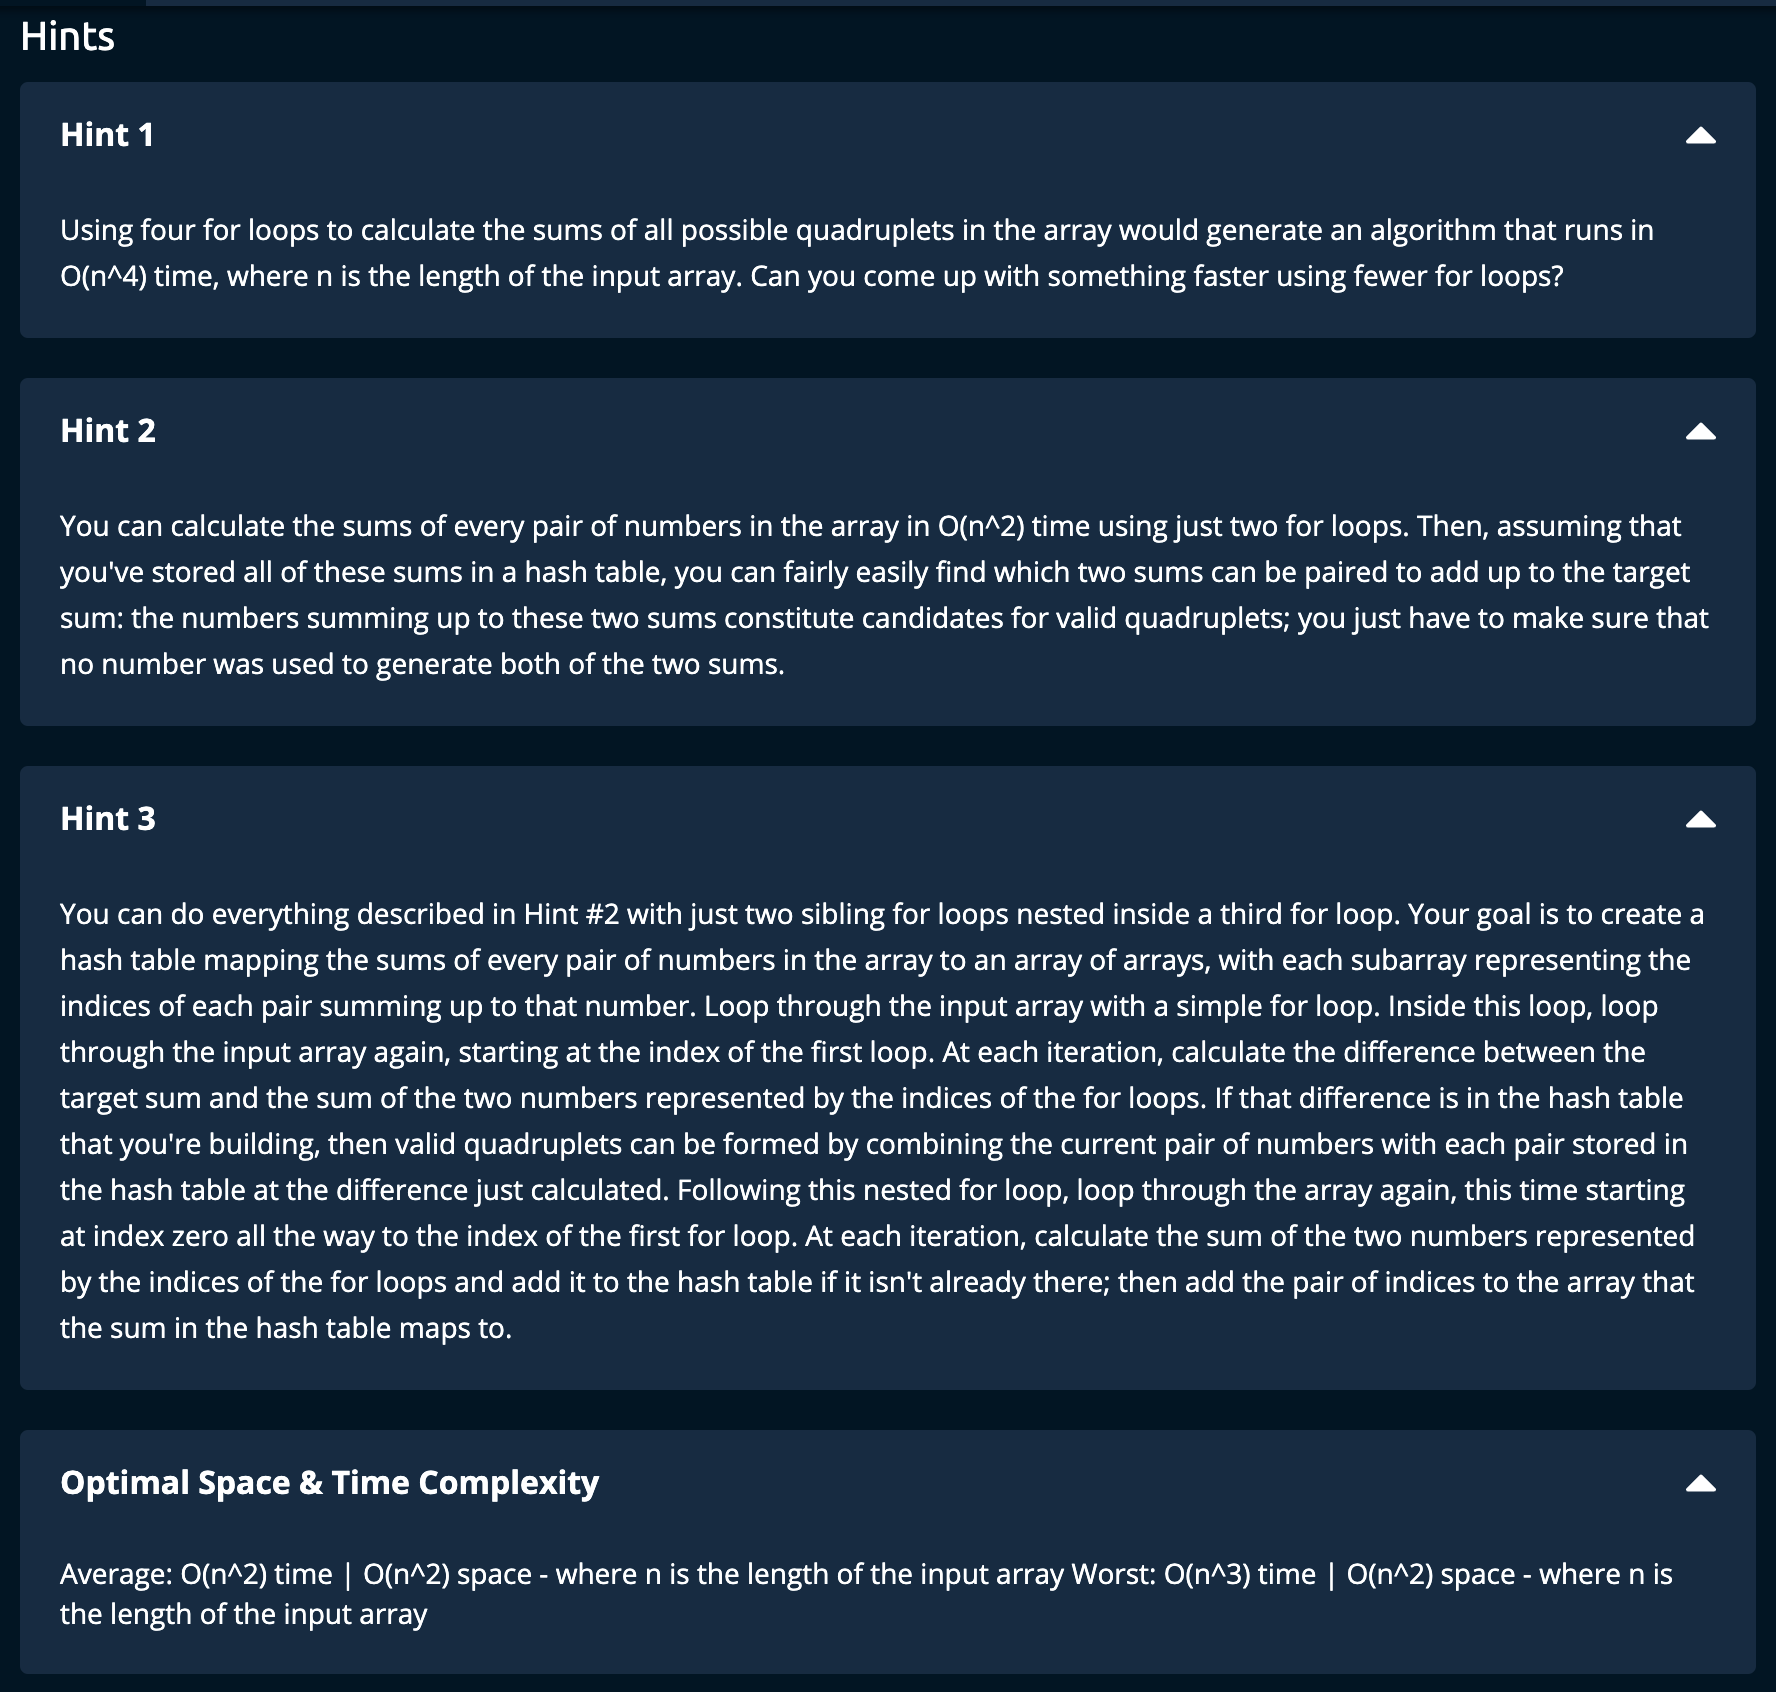 Hints
Hint 1
Using four for loops to calculate the sums of all possible quadruplets in the array would generate an algorithm that runs in
O(n^4) time, where n is the length of the input array. Can you come up with something faster using fewer for loops?
Hint 2
You can calculate the sums of every pair of numbers in the array in O(n^2) time using just two for loops. Then, assuming that
you've stored all of these sums in a hash table, you can fairly easily find which two sums can be paired to add up to the target
sum: the numbers summing up to these two sums constitute candidates for valid quadruplets; you just have to make sure that
no number was used to generate both of the two sums.
Hint 3
You can do everything described in Hint #2 with just two sibling for loops nested inside a third for loop. Your goal is to create a
hash table mapping the sums of every pair of numbers in the array to an array of arrays, with each subarray representing the
indices of each pair summing up to that number. Loop through the input array with a simple for loop. Inside this loop, loop
through the input array again, starting at the index of the first loop. At each iteration, calculate the difference between the
target sum and the sum of the two numbers represented by the indices of the for loops. If that difference is in the hash table
that you're building, then valid quadruplets can be formed by combining the current pair of numbers with each pair stored in
the hash table at the difference just calculated. Following this nested for loop, loop through the array again, this time starting
at index zero all the way to the index of the first for loop. At each iteration, calculate the sum of the two numbers represented
by the indices of the for loops and add it to the hash table if it isn't already there; then add the pair of indices to the array that
the sum in the hash table maps to.
Optimal Space & Time Complexity
Average: O(n^2) time | O(n^2) space - where n is the length of the input array Worst: O(n^3) time | O(n^2) space - where n is
the length of the input array